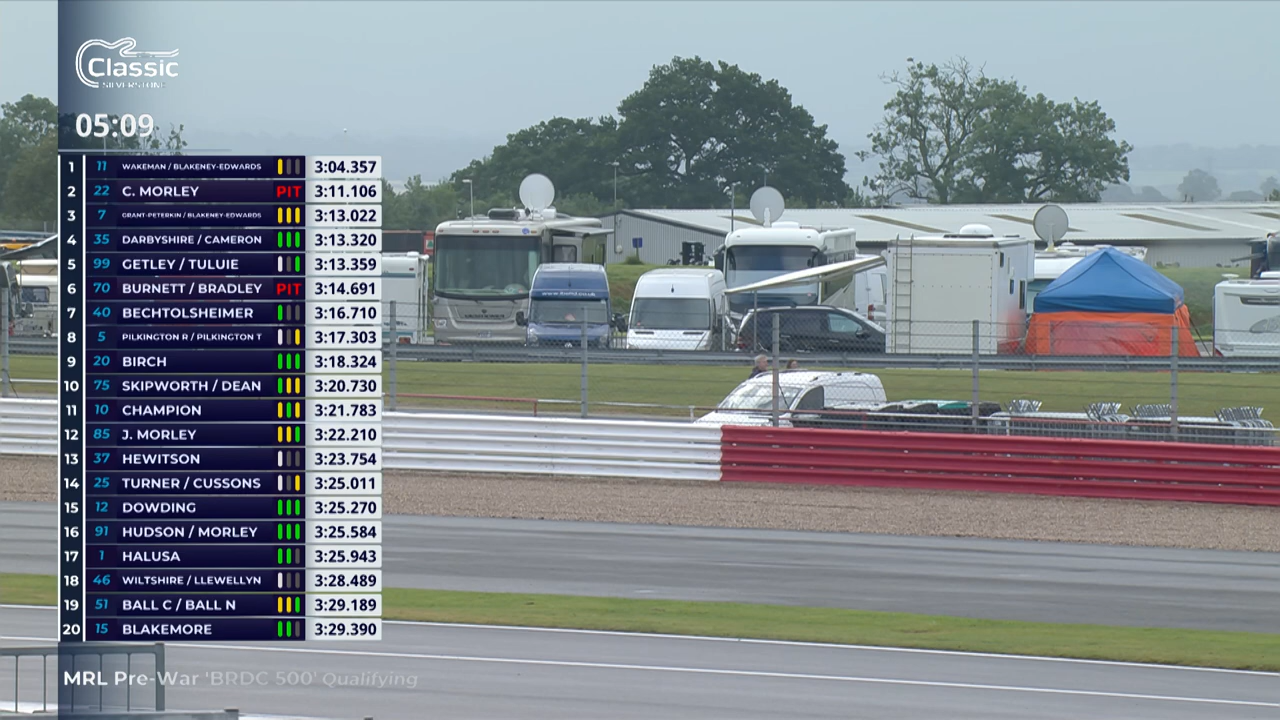 Classic
SILVERSTONE
05:09
1 11 WAKEMAN / BLAKENEY-EDWARDS 3:04.357
2 22 C. MORLEY PIT 3:11.106
3 7 GRANT-PETERKIN / BLAKENEY-EDWARDS 3:13.022
4 35 DARBYSHIRE / CAMERON 3:13.320
5 99 GETLEY / TULUIE 3:13.359
6 70 BURNETT / BRADLEY PIT 3:14.691
7 40 BECHTOLSHEIMER 3:16.710
8 5 PILKINGTON R / PILKINGTON T 3:17.303
9 20 BIRCH 3:18.324
10 75 SKIPWORTH / DEAN 3:20.730
11 10 CHAMPION 3:21.783
12 85 J. MORLEY 3:22.210
13 37 HEWITSON 3:23.754
14 25 TURNER / CUSSONS 3:25.011
15 12 DOWDING 3:25.270
16 91 HUDSON / MORLEY 3:25.584
17 1 HALUSA 3:25.943
18 46 WILTSHIRE / LLEWELLYN 3:28.489
19 51 BALL C / BALL N 3:29.189
20 15 BLAKEMORE 3:29.390
MRL Pre-War 'BRDC 500' Qualifying